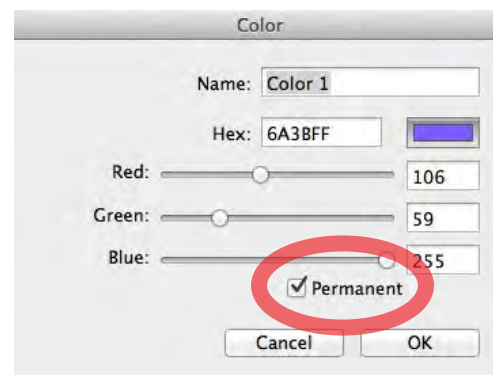 Color
Name: Color 1
Hex: 6A3BFF
Red: 106
Green: 59
Blue: 255
Permanent
Cancel OK